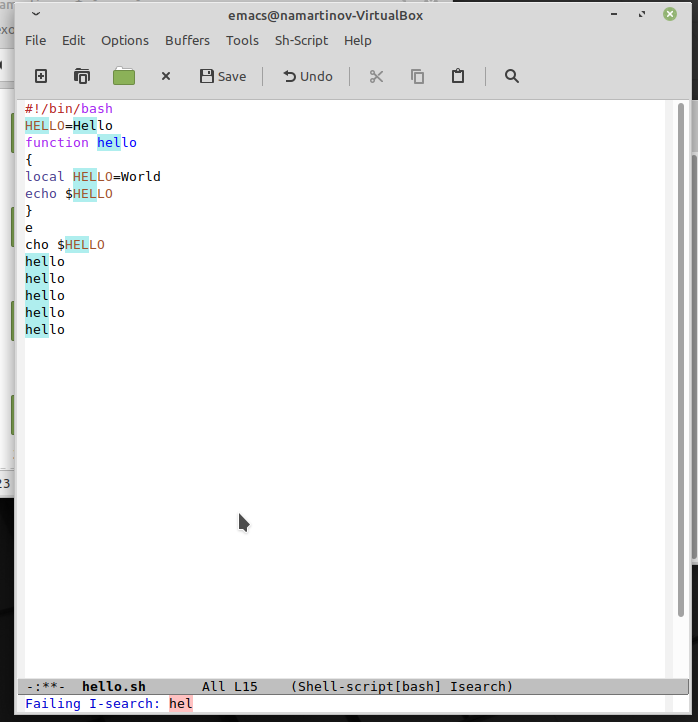 emacs@namartinov-VirtualBox
File Edit Options Buffers Tools Sh-Script Help
Save Undo
#!/bin/bash
HELLO=Hello
function hello
{
local HELLO=World
echo $HELLO
}
e
cho $HELLO
hello
hello
hello
hello
hello
23
-:**- hello.sh All L15 (Shell-script[bash] Isearch)
Failing I-search: hel